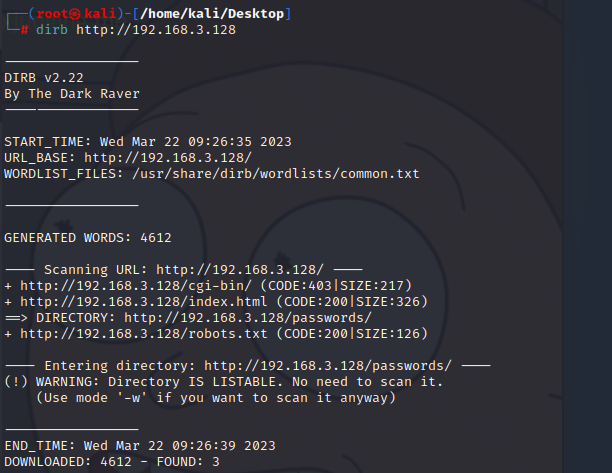 ┌──(root㉿kali)-[/home/kali/Desktop]
└─# dirb http://192.168.3.128
-----------------
DIRB v2.22
By The Dark Raver
-----------------
START_TIME: Wed Mar 22 09:26:35 2023
URL_BASE: http://192.168.3.128/
WORDLIST_FILES: /usr/share/dirb/wordlists/common.txt
-----------------
GENERATED WORDS: 4612
---- Scanning URL: http://192.168.3.128/ ----
+ http://192.168.3.128/cgi-bin/ (CODE:403|SIZE:217)
+ http://192.168.3.128/index.html (CODE:200|SIZE:326)
==> DIRECTORY: http://192.168.3.128/passwords/
+ http://192.168.3.128/robots.txt (CODE:200|SIZE:126)
---- Entering directory: http://192.168.3.128/passwords/ ----
(!) WARNING: Directory IS LISTABLE. No need to scan it.
(Use mode '-w' if you want to scan it anyway)
-----------------
END_TIME: Wed Mar 22 09:26:39 2023
DOWNLOADED: 4612 - FOUND: 3